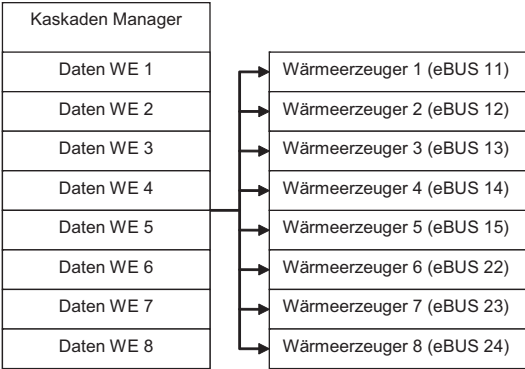 Kaskaden Manager
Daten WE 1
Wärmeerzeuger 1 (eBUS 11)
Daten WE 2
Wärmeerzeuger 2 (eBUS 12)
Daten WE 3
Wärmeerzeuger 3 (eBUS 13)
Daten WE 4
Wärmeerzeuger 4 (eBUS 14)
Daten WE 5
Wärmeerzeuger 5 (eBUS 15)
Daten WE 6
Wärmeerzeuger 6 (eBUS 22)
Daten WE 7
Wärmeerzeuger 7 (eBUS 23)
Daten WE 8
Wärmeerzeuger 8 (eBUS 24)